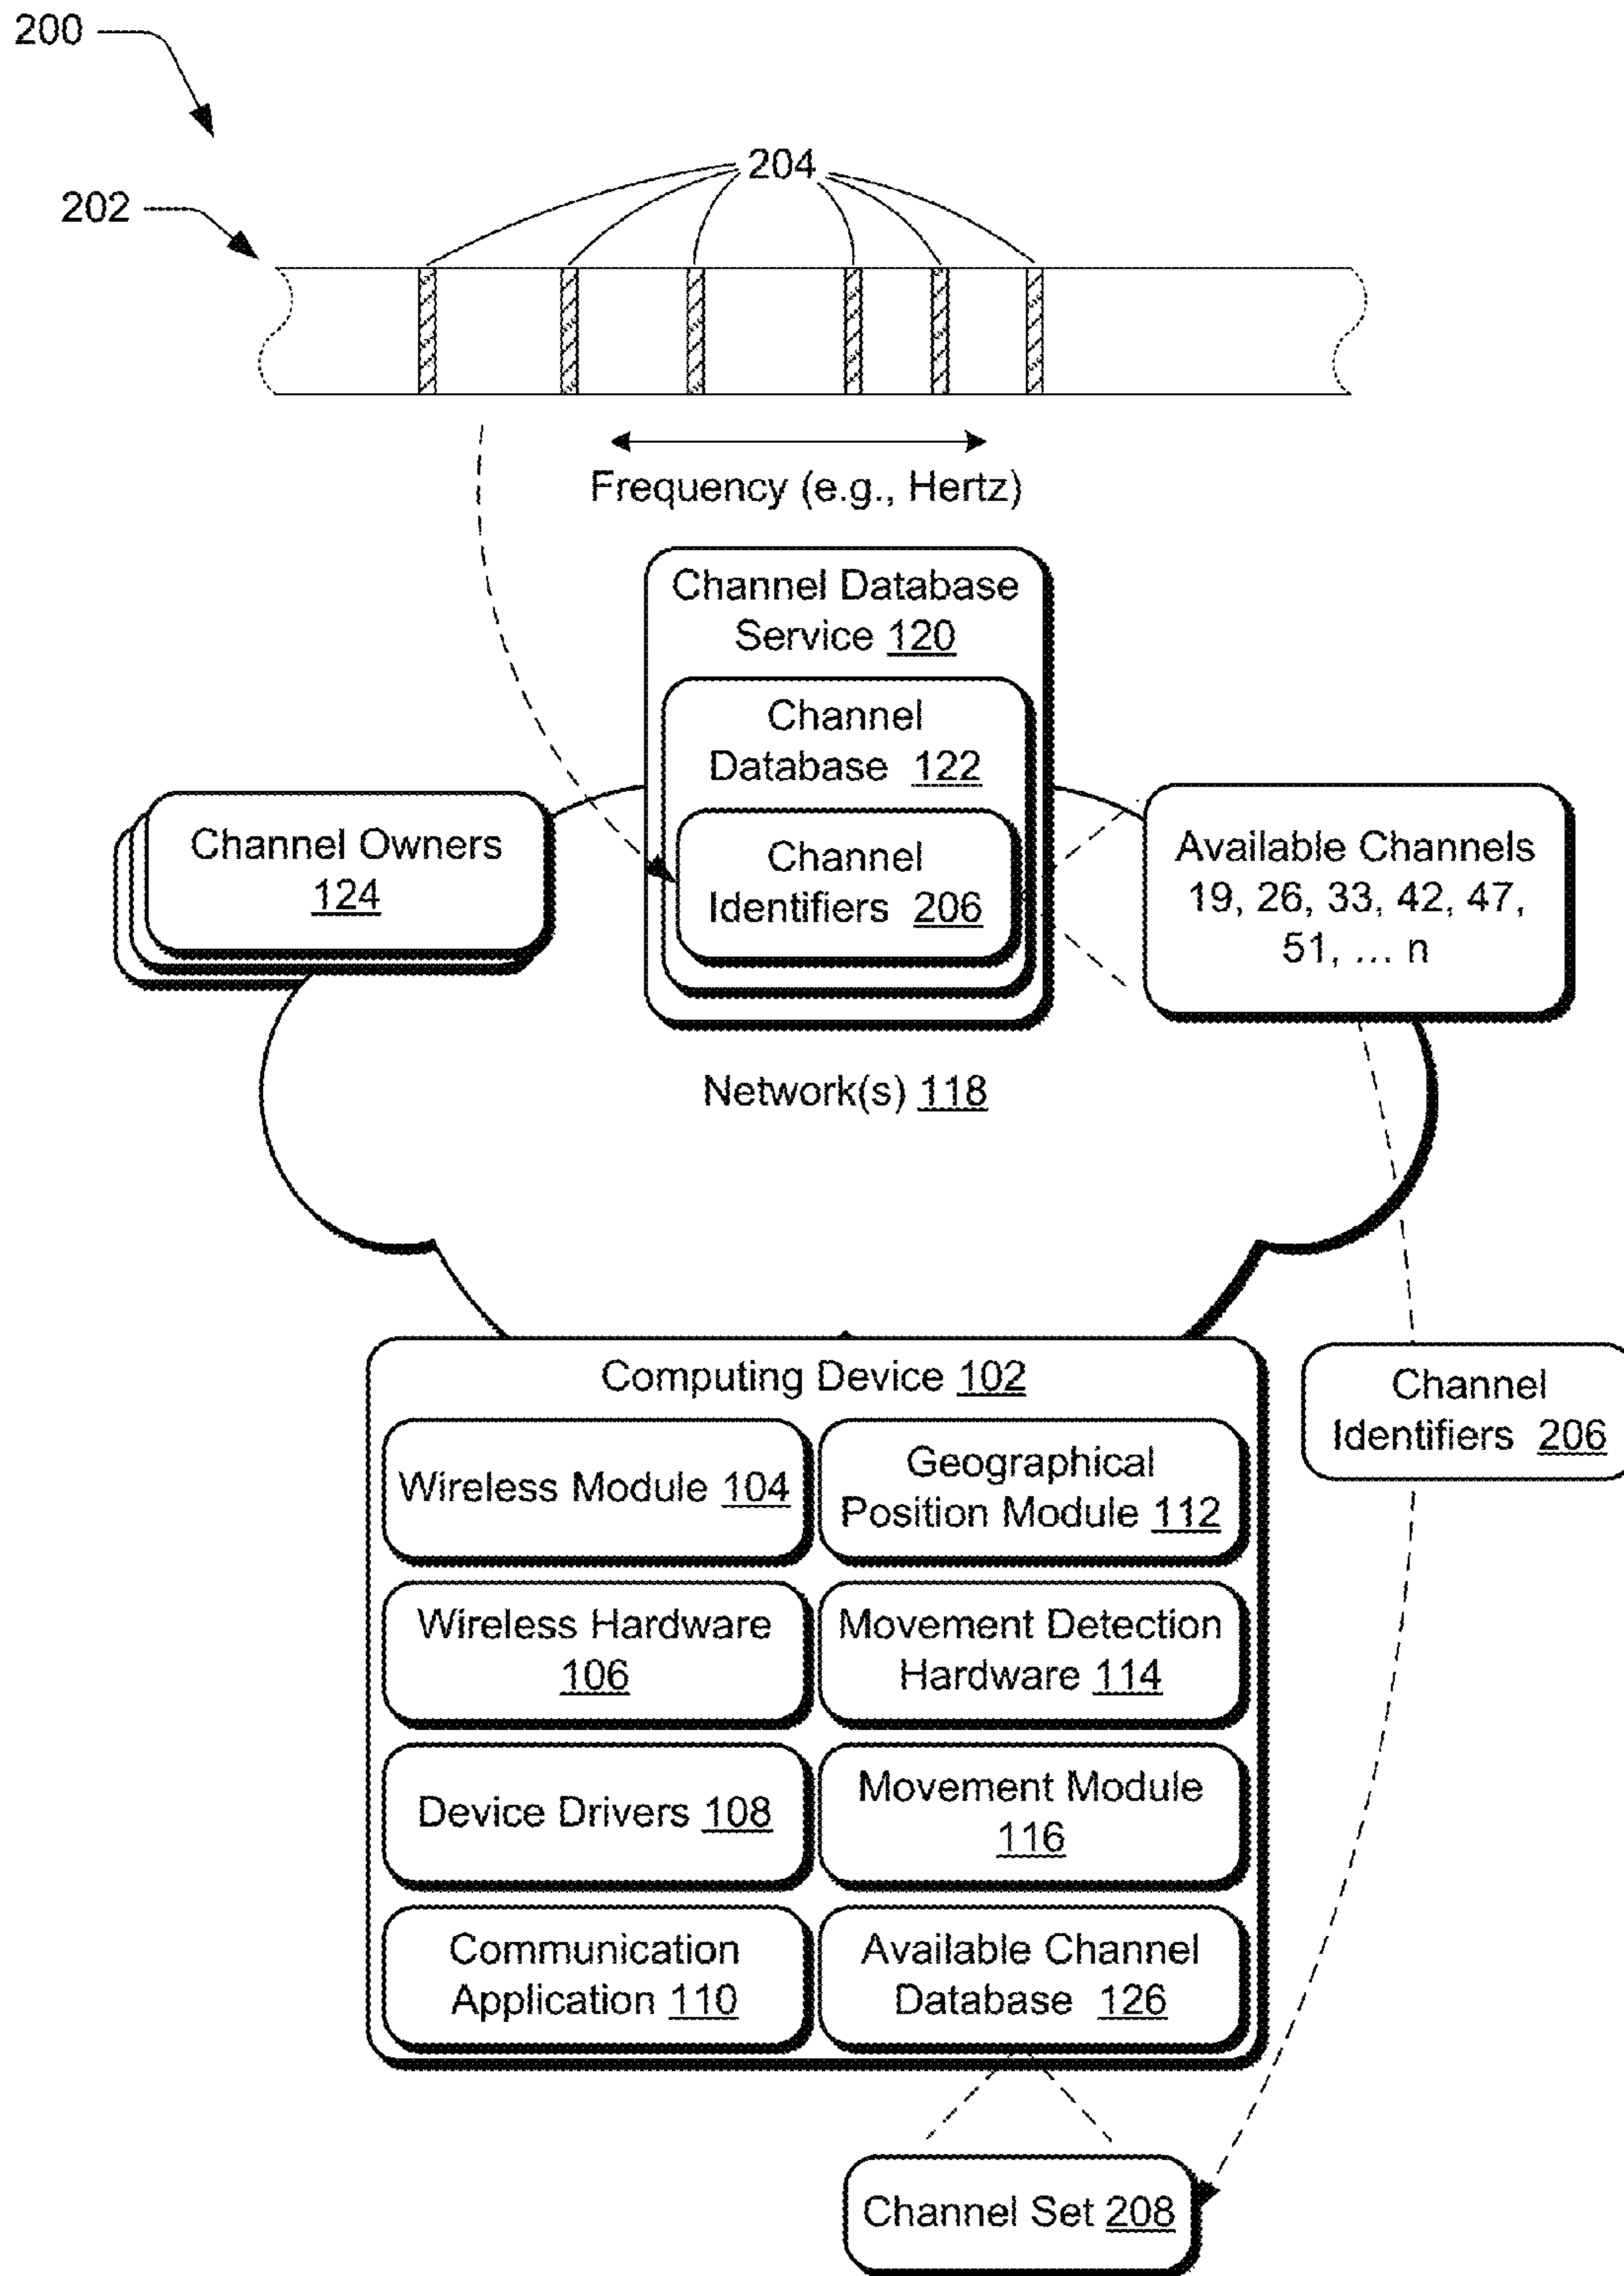 200
204
202
Frequency (e.g., Hertz)
Channel Database
Service 120
Channel
Database 122
Channel
Identifiers 206
Channel Owners
124
Available Channels
19, 26, 33, 42, 47,
51, ... n
Network(s) 118
Computing Device 102
Wireless Module 104
Geographical
Position Module 112
Wireless Hardware
106
Movement Detection
Hardware 114
Device Drivers 108
Movement Module
116
Communication
Application 110
Available Channel
Database 126
Channel
Identifiers 206
Channel Set 208